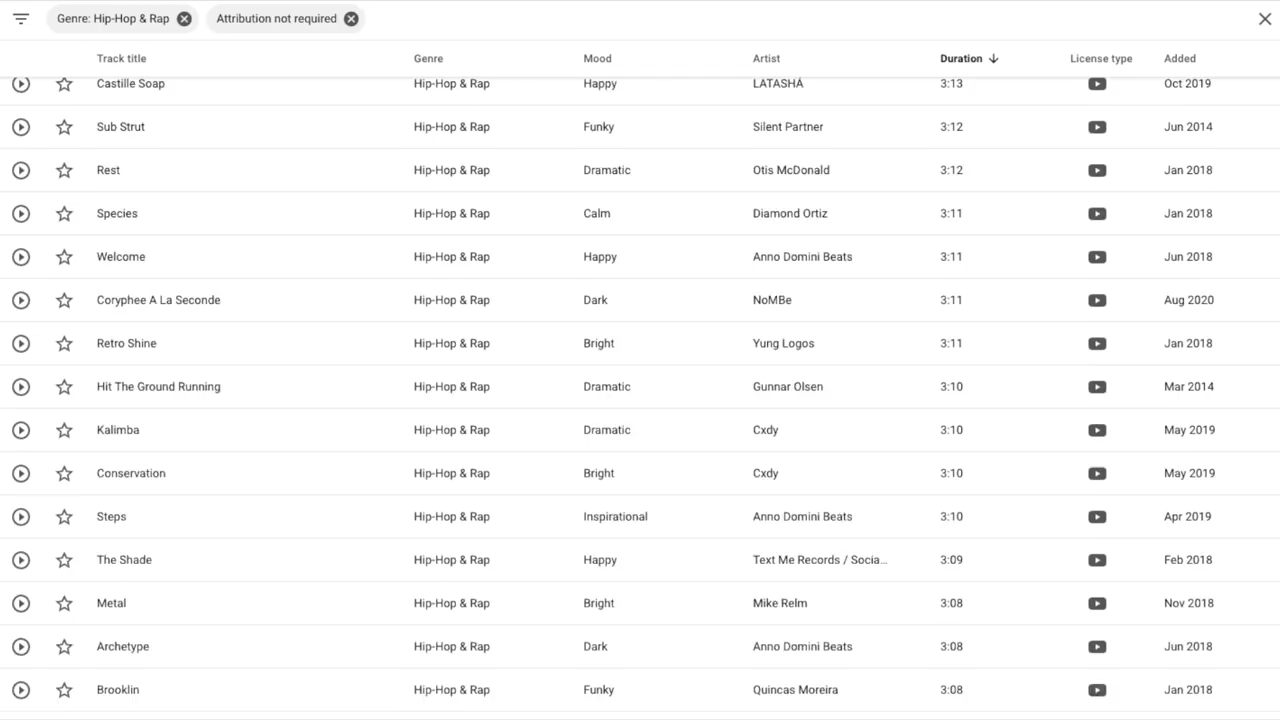 Genre: Hip-Hop & Rap Attribution not required
Track title Genre Mood Artist Duration License type Added
Castille Soap Hip-Hop & Rap Happy LATASHÁ 3:13 Oct 2019
Sub Strut Hip-Hop & Rap Funky Silent Partner 3:12 Jun 2014
Rest Hip-Hop & Rap Dramatic Otis McDonald 3:12 Jan 2018
Species Hip-Hop & Rap Calm Diamond Ortiz 3:11 Jan 2018
Welcome Hip-Hop & Rap Happy Anno Domini Beats 3:11 Jun 2018
Coryphee A La Seconde Hip-Hop & Rap Dark NoMBe 3:11 Aug 2020
Retro Shine Hip-Hop & Rap Bright Yung Logos 3:11 Jan 2018
Hit The Ground Running Hip-Hop & Rap Dramatic Gunnar Olsen 3:10 Mar 2014
Kalimba Hip-Hop & Rap Dramatic Cxdy 3:10 May 2019
Conservation Hip-Hop & Rap Bright Cxdy 3:10 May 2019
Steps Hip-Hop & Rap Inspirational Anno Domini Beats 3:10 Apr 2019
The Shade Hip-Hop & Rap Happy Text Me Records / Socia... 3:09 Feb 2018
Metal Hip-Hop & Rap Bright Mike Relm 3:08 Nov 2018
Archetype Hip-Hop & Rap Dark Anno Domini Beats 3:08 Jun 2018
Brooklin Hip-Hop & Rap Funky Quincas Moreira 3:08 Jan 2018